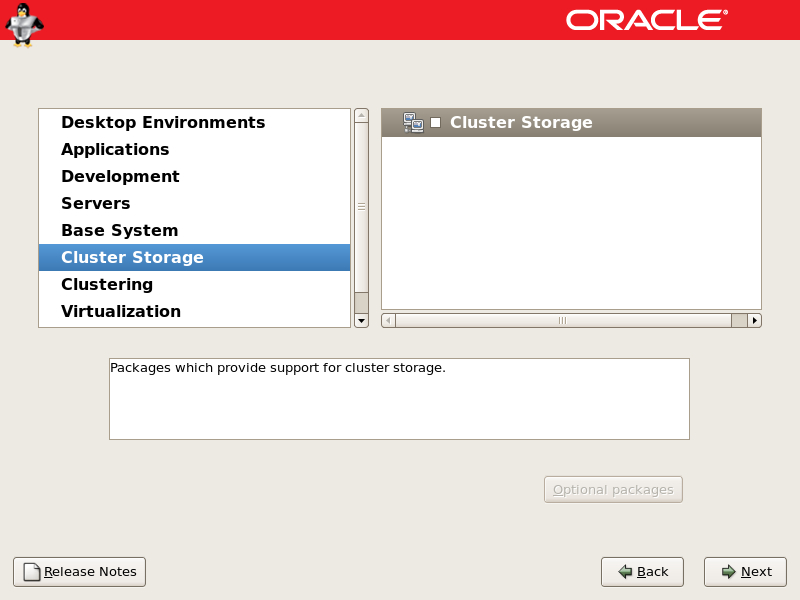 ORACLE®
Desktop Environments
Applications
Development
Servers
Base System
Cluster Storage
Clustering
Virtualization
Cluster Storage
Packages which provide support for cluster storage.
Optional packages
Release Notes
Back
Next